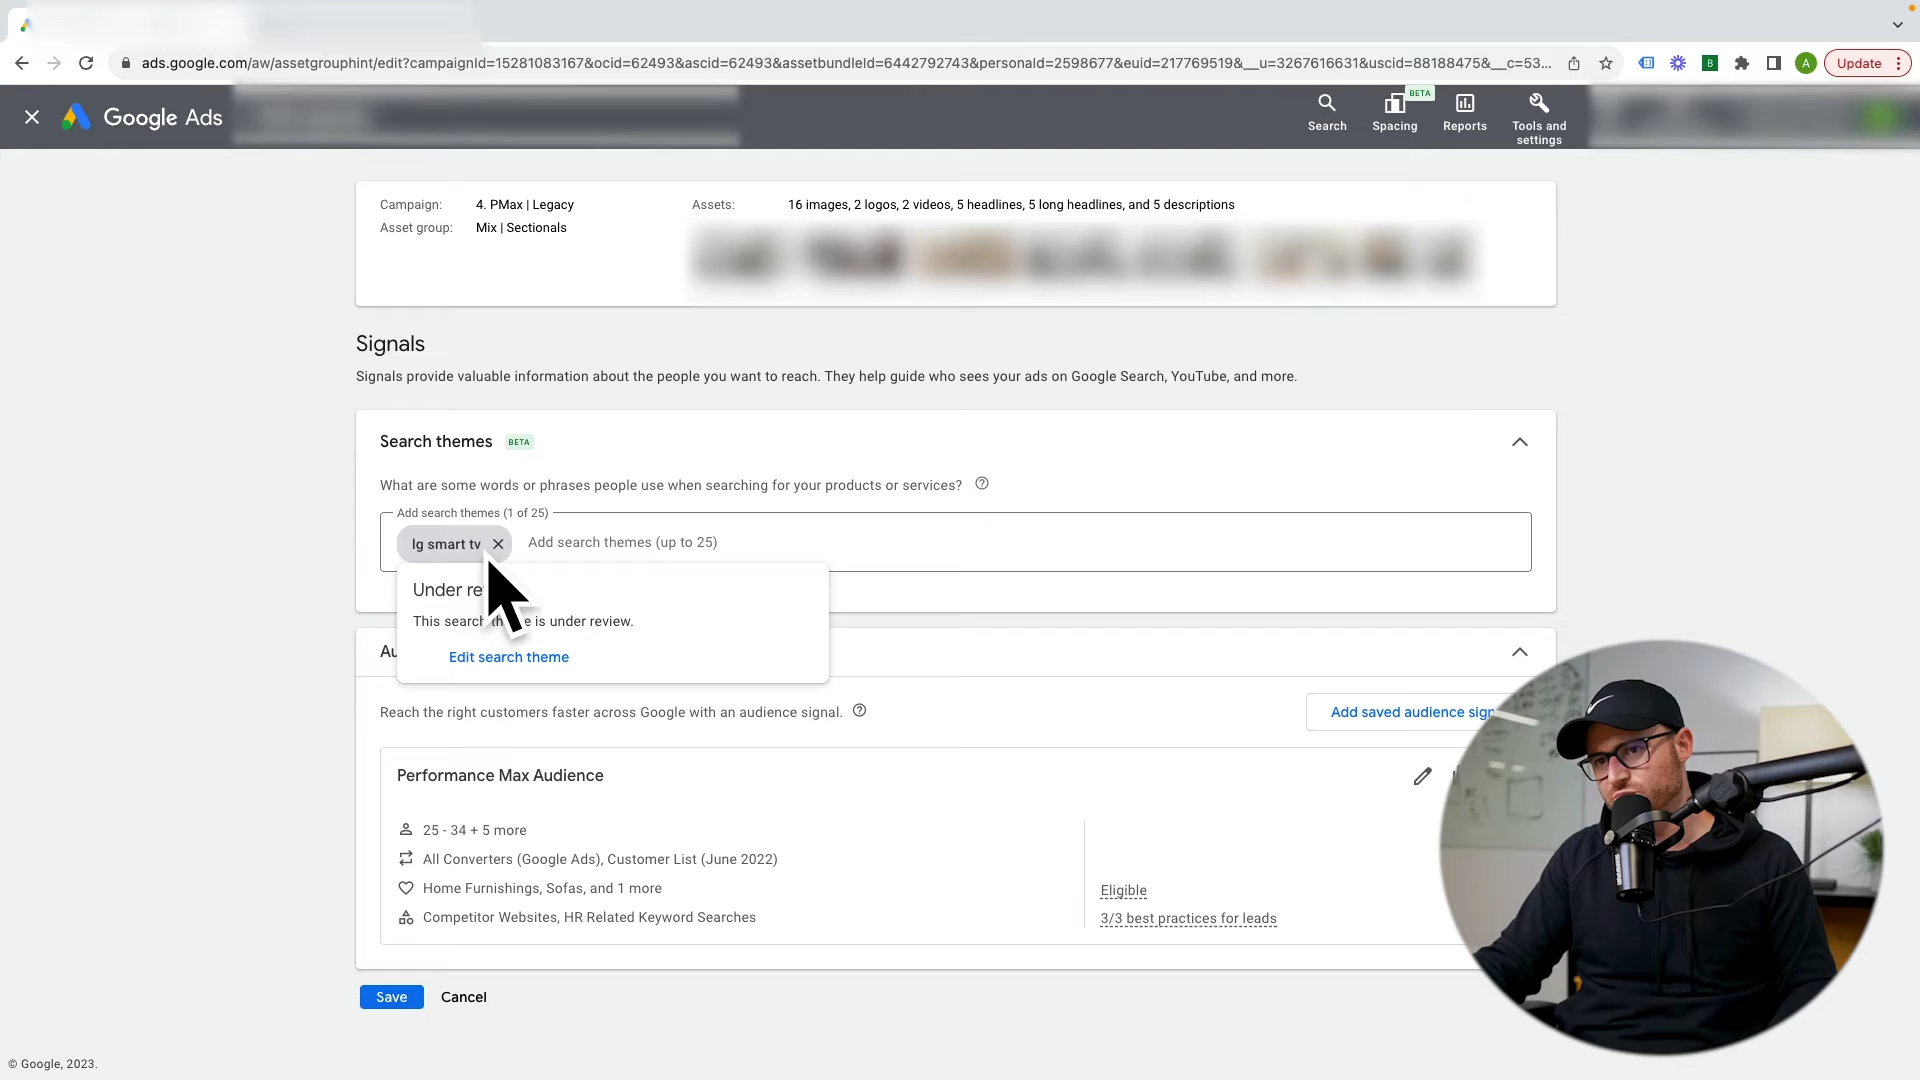 ads.google.com/aw/assetgrouphint/edit?campaignId=15281083167&ocid=62493&ascid=62493&assetbundleId=6442792743&personaId=2598677&euid=217769519&__u=3267616631&uscid=88188475&__c=53...
B
A
Update
Google Ads
BETA
Search
Spacing
Reports
Tools and
settings
Campaign: 4. PMax | Legacy
Assets: 16 images, 2 logos, 2 videos, 5 headlines, 5 long headlines, and 5 descriptions
Asset group: Mix | Sectionals
Signals
Signals provide valuable information about the people you want to reach. They help guide who sees your ads on Google Search, YouTube, and more.
Search themes BETA
What are some words or phrases people use when searching for your products or services?
Add search themes (1 of 25)
lg smart tv
Add search themes (up to 25)
Under re
This search is under review.
Edit search theme
Au
Reach the right customers faster across Google with an audience signal.
Add saved audience sign
Performance Max Audience
25 - 34 + 5 more
All Converters (Google Ads), Customer List (June 2022)
Home Furnishings, Sofas, and 1 more
Competitor Websites, HR Related Keyword Searches
Eligible
3/3 best practices for leads
Save
Cancel
© Google, 2023.